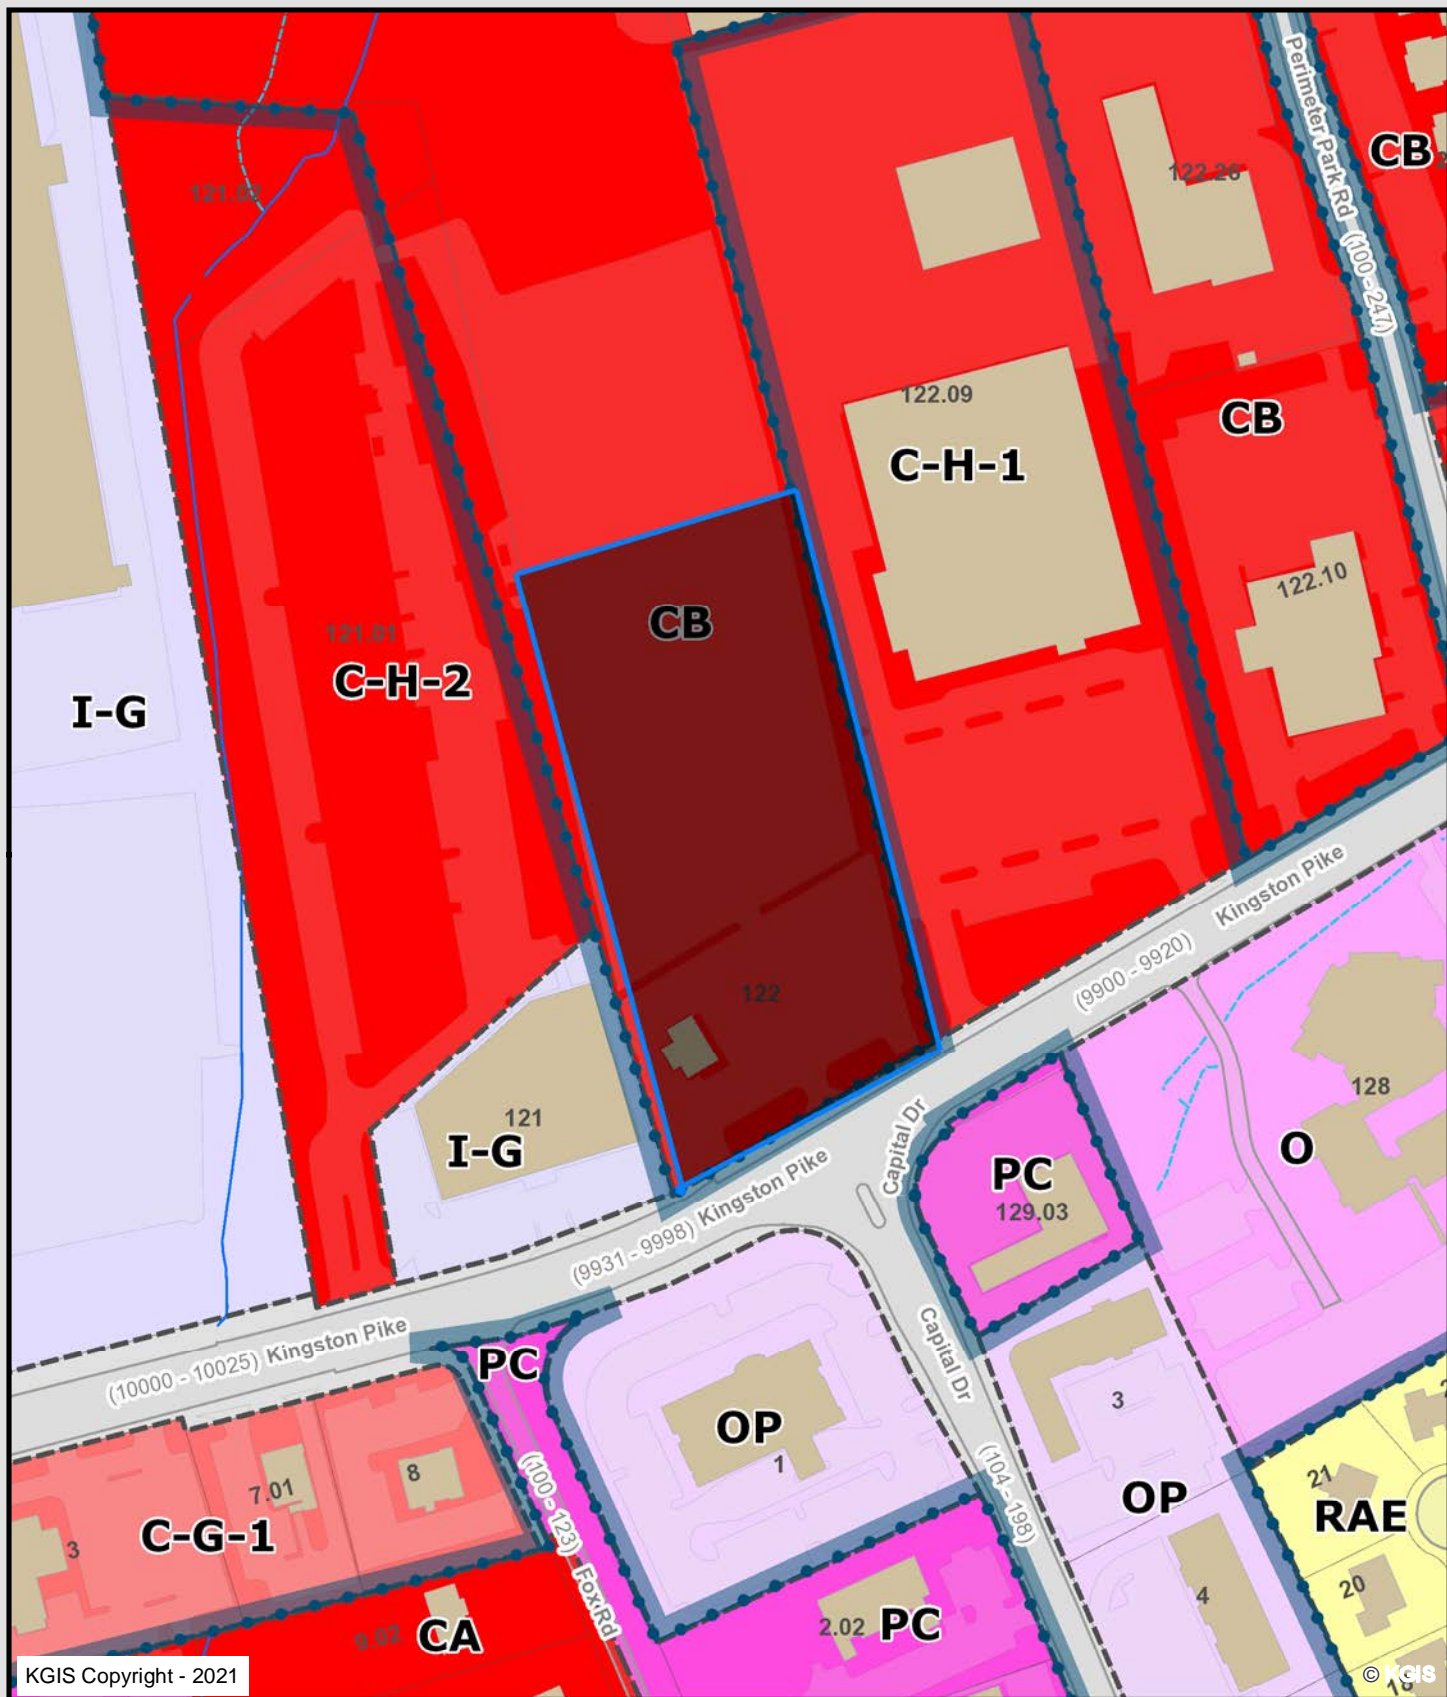 Perimeter Park Rd (100 - 247)
CB
121.02
122.26
122.09
C-H-1
CB
122.10
CB
121.01
C-H-2
I-G
Kingston Pike
(9900 - 9920)
122
121
I-G
Capital Dr
128
O
PC
129.03
(9931 - 9998) Kingston Pike
(10000 - 10025) Kingston Pike
Capital Dr
PC
OP
1
3
(104 - 198)
OP
21
RAE
20
8
7.01
C-G-1
3
(100 - 123) Fox Rd
4
9.02
CA
2.02
PC
18
KGIS Copyright - 2021
© KGIS